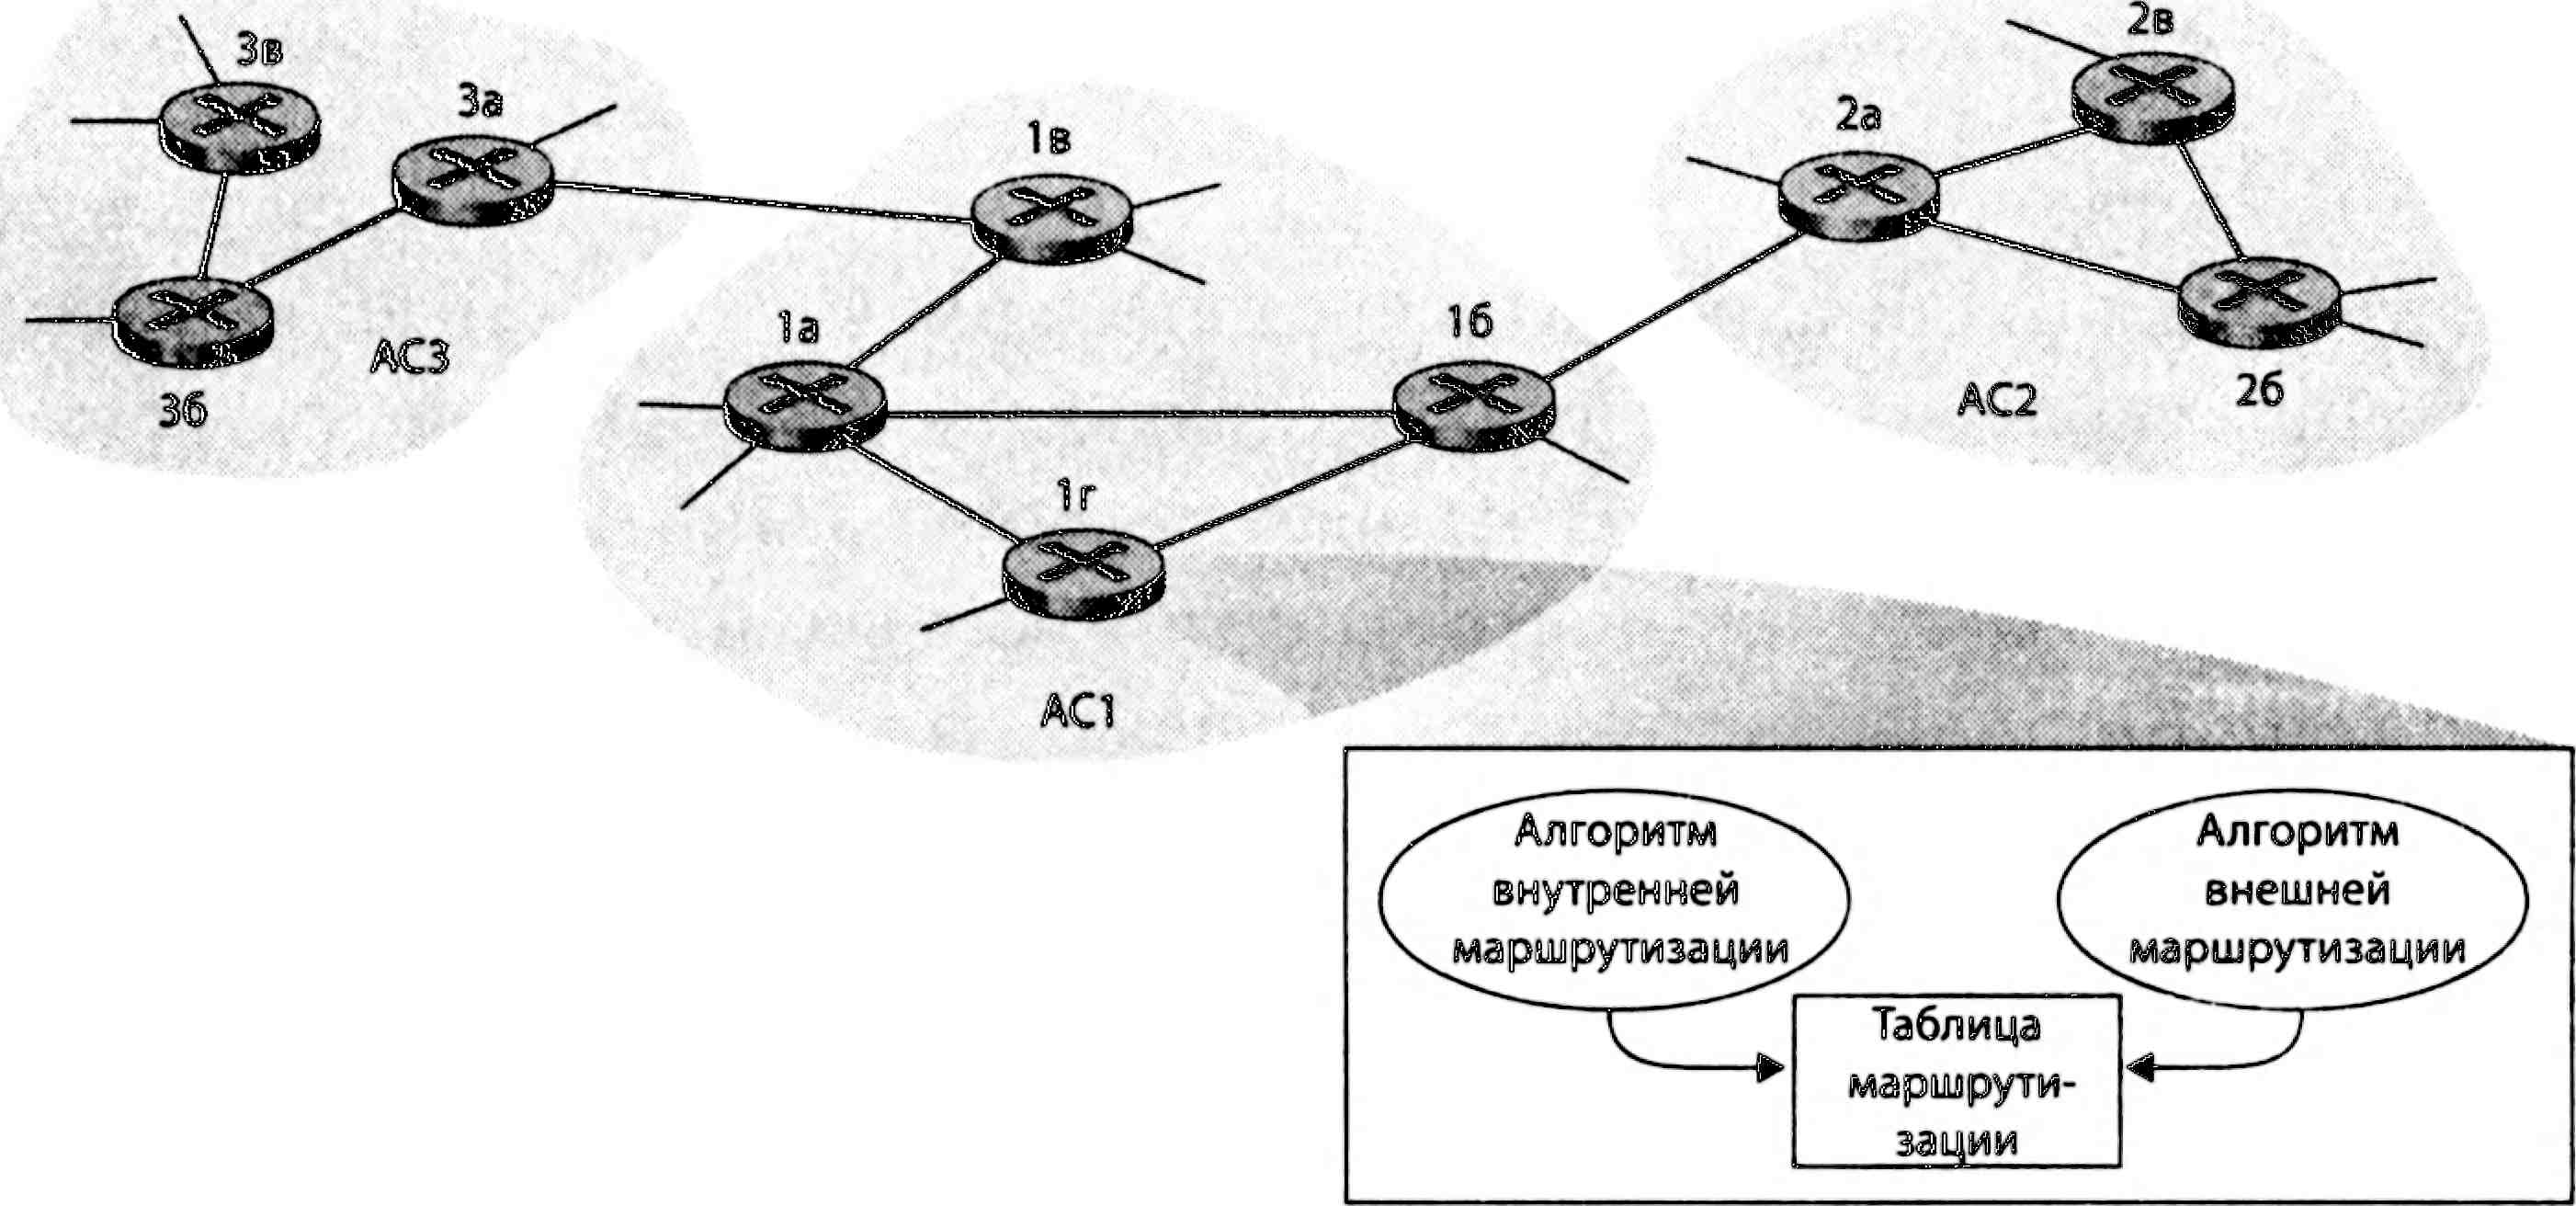 3в
3а
3б
АС3
1в
1а
1б
1г
АС1
2в
2а
2б
АС2
Алгоритм
внутренней
маршрутизации
Алгоритм
внешней
маршрутизации
Таблица
маршрути-
зации